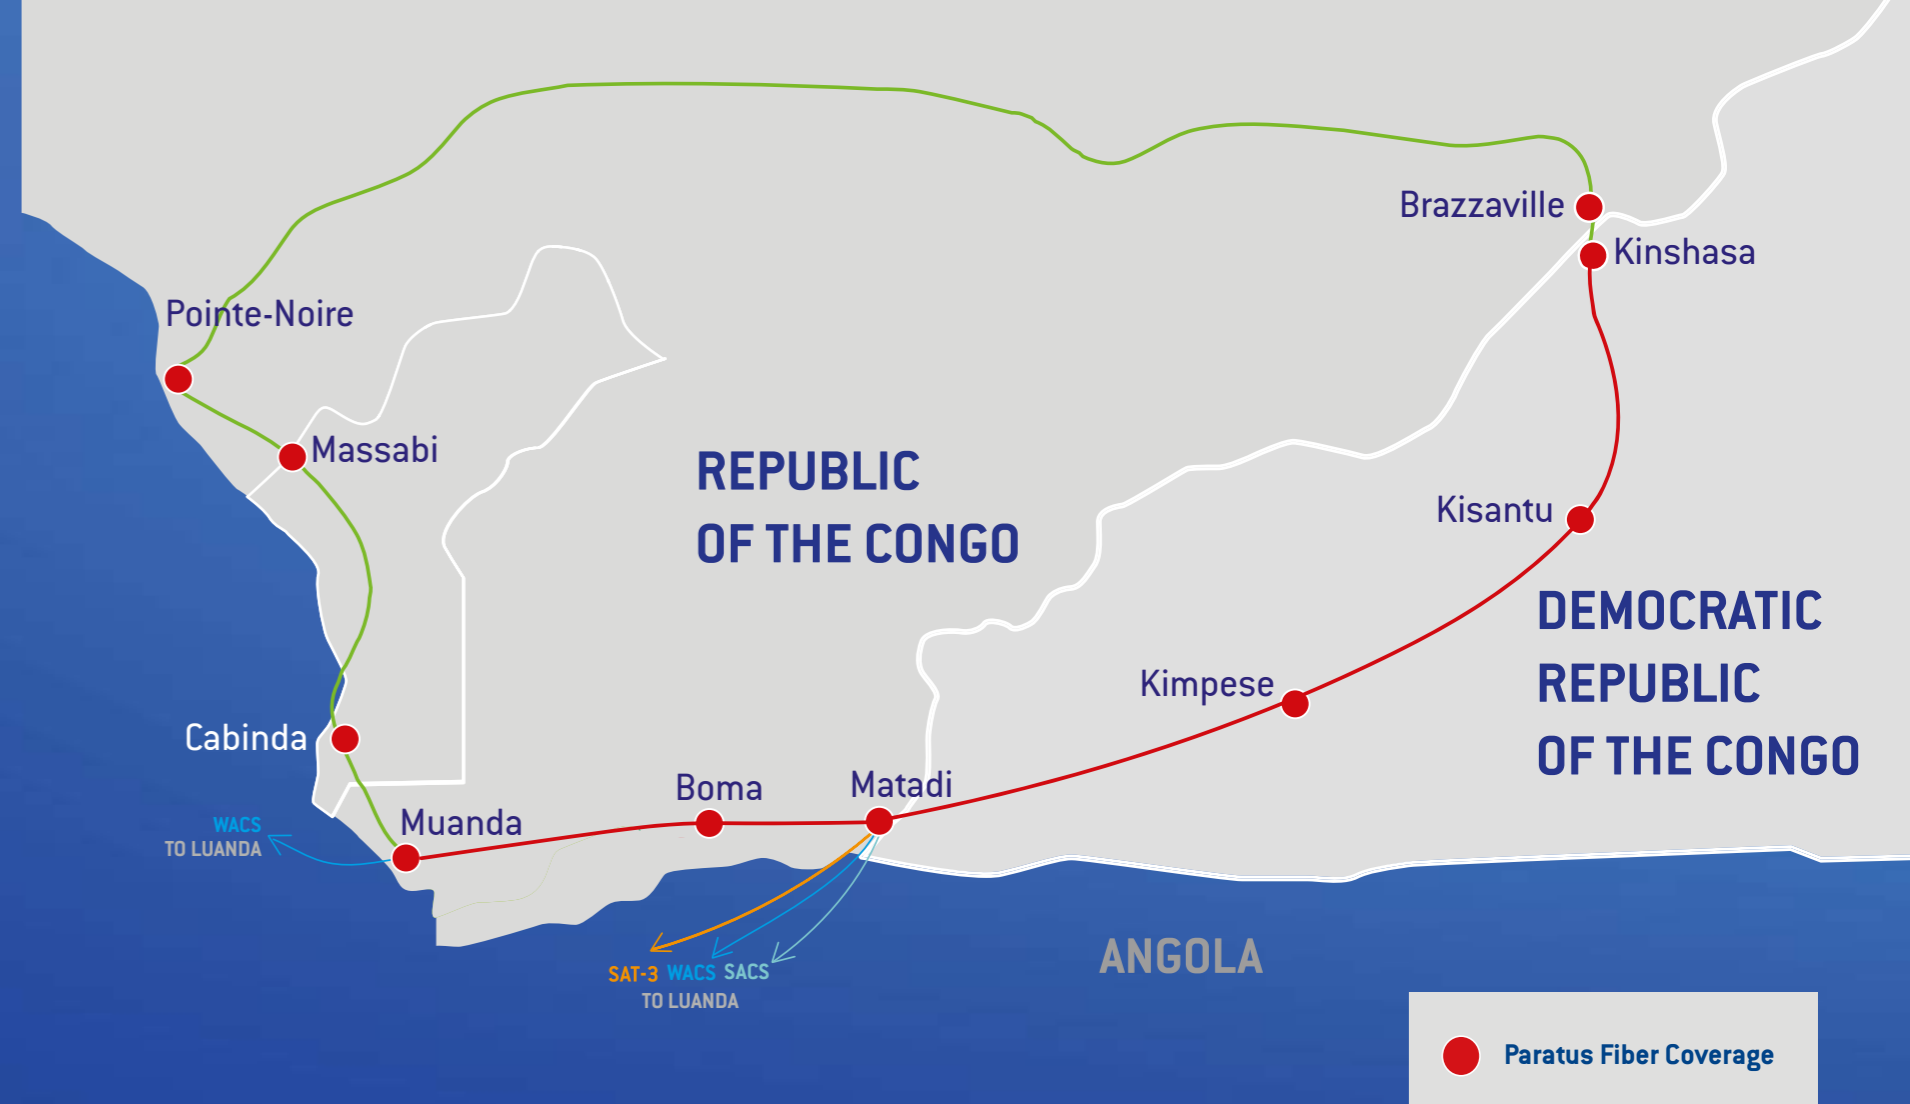 Brazzaville
Kinshasa
Pointe-Noire
Massabi
REPUBLIC
OF THE CONGO
Kisantu
DEMOCRATIC
REPUBLIC
OF THE CONGO
Kimpese
Cabinda
Boma
Matadi
Muanda
WACS
TO LUANDA
SAT-3 WACS SACS
TO LUANDA
ANGOLA
Paratus Fiber Coverage